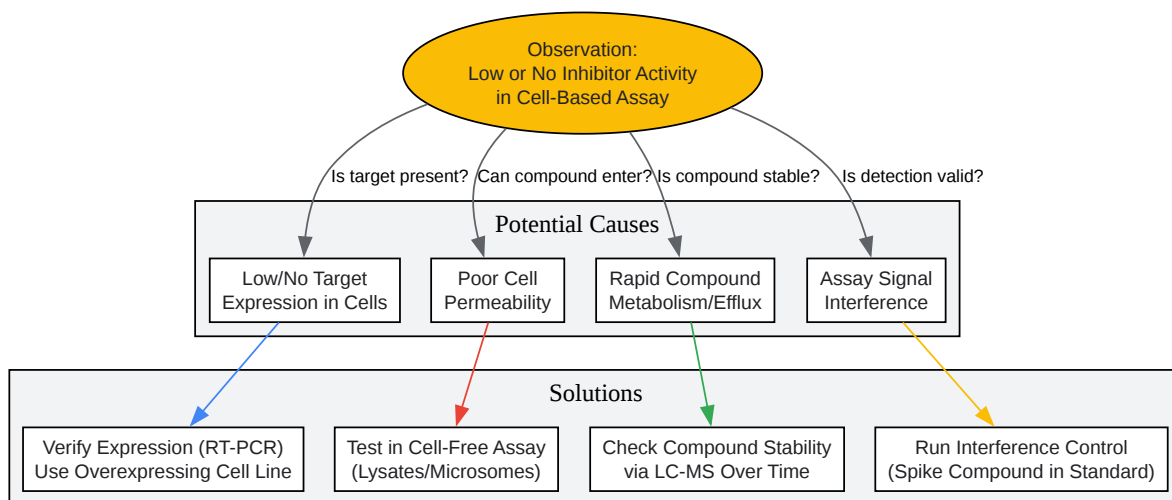 Observation:
Low or No Inhibitor Activity
in Cell-Based Assay
Is target present?
Can compound enter?
Is compound stable?
Is detection valid?
Potential Causes
Low/No Target
Expression in Cells
Poor Cell
Permeability
Rapid Compound
Metabolism/Efflux
Assay Signal
Interference
Solutions
Verify Expression (RT-PCR)
Use Overexpressing Cell Line
Test in Cell-Free Assay
(Lysates/Microsomes)
Check Compound Stability
via LC-MS Over Time
Run Interference Control
(Spike Compound in Standard)